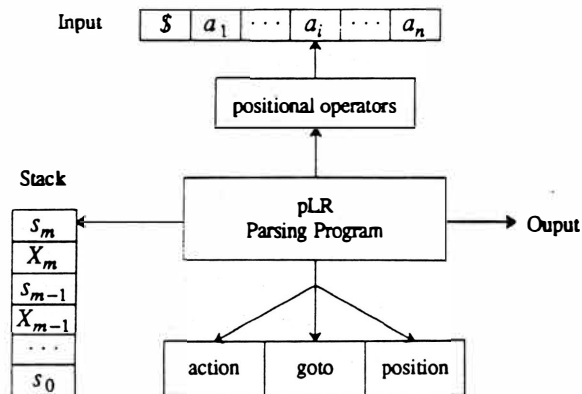 Input $ a1 ··· ai ··· an
positional operators
Stack
pLR
Parsing Program
Ouput
sm
Xm
sm−1
Xm−1
···
s0
action goto position